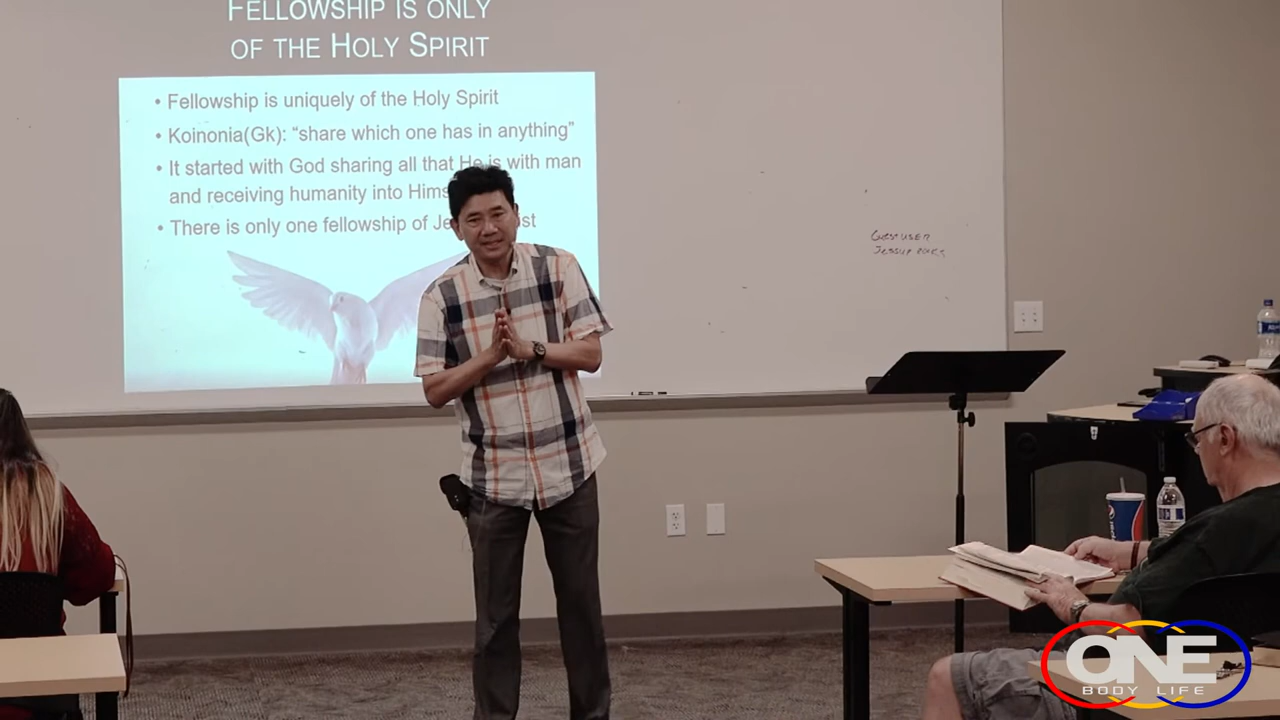 FELLOWSHIP IS ONLY
OF THE HOLY SPIRIT
• Fellowship is uniquely of the Holy Spirit
• Koinonia(Gk): “share which one has in anything”
• It started with God sharing all that He is with man
and receiving humanity into
• There is only one fellowship of
ONE
BODY LIFE